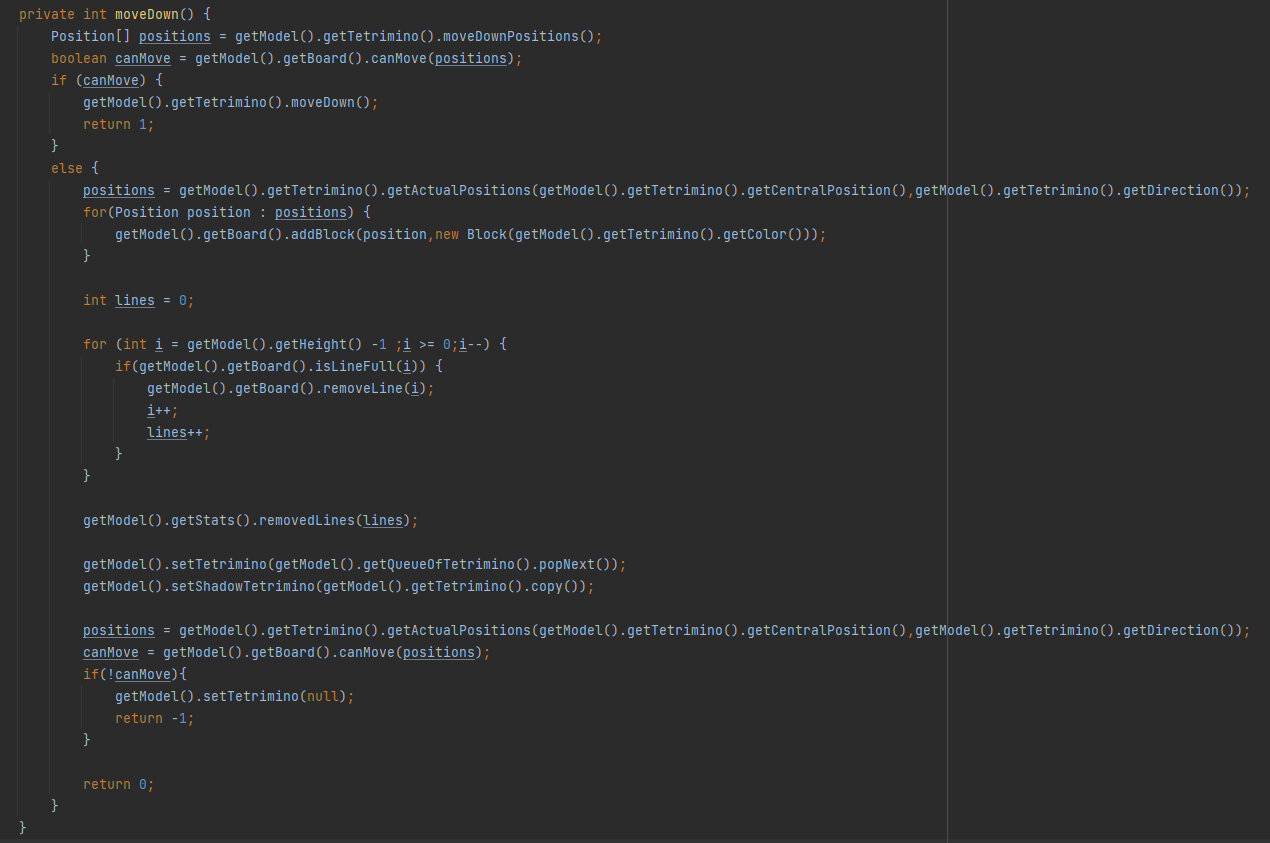 private int moveDown() {
    Position[] positions = getModel().getTetrimino().moveDownPositions();
    boolean canMove = getModel().getBoard().canMove(positions);
    if (canMove) {
        getModel().getTetrimino().moveDown();
        return 1;
    }
    else {
        positions = getModel().getTetrimino().getActualPositions(getModel().getTetrimino().getCentralPosition(),getModel().getTetrimino().getDirection());
        for(Position position : positions) {
            getModel().getBoard().addBlock(position,new Block(getModel().getTetrimino().getColor()));
        }

        int lines = 0;

        for (int i = getModel().getHeight() -1 ;i >= 0;i--) {
            if(getModel().getBoard().isLineFull(i)) {
                getModel().getBoard().removeLine(i);
                i++;
                lines++;
            }
        }

        getModel().getStats().removedLines(lines);

        getModel().setTetrimino(getModel().getQueueOfTetrimino().popNext());
        getModel().setShadowTetrimino(getModel().getTetrimino().copy());

        positions = getModel().getTetrimino().getActualPositions(getModel().getTetrimino().getCentralPosition(),getModel().getTetrimino().getDirection());
        canMove = getModel().getBoard().canMove(positions);
        if(!canMove){
            getModel().setTetrimino(null);
            return -1;
        }

        return 0;
    }
}